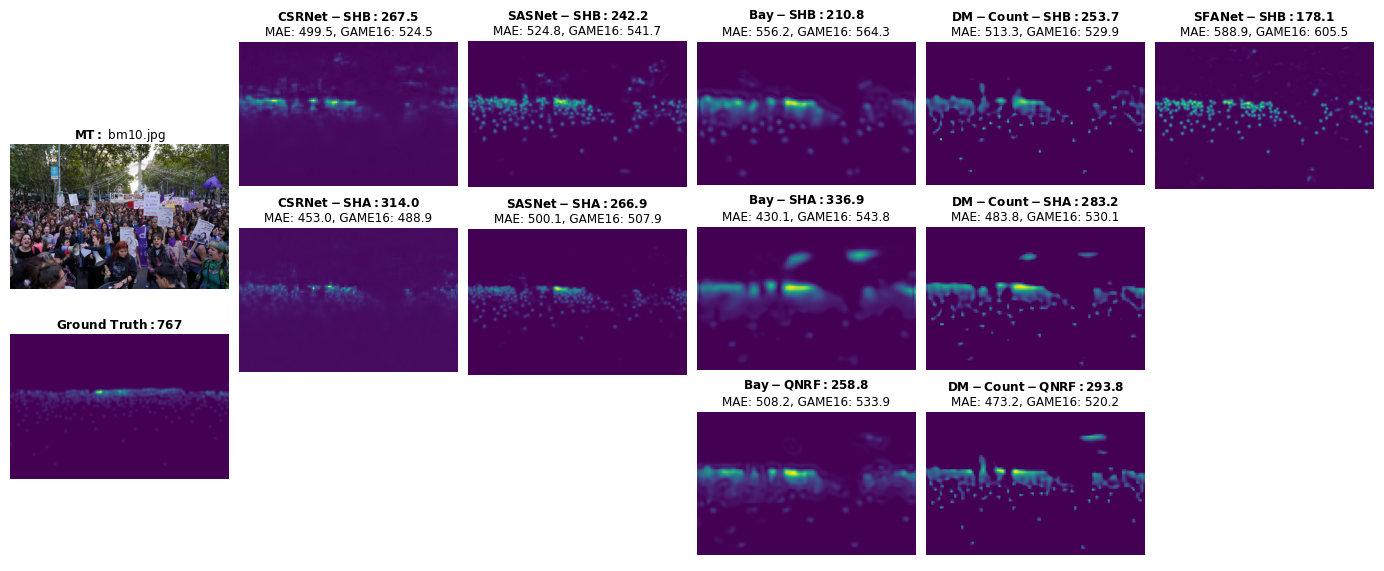 CSRNet−SHB: 267.5
MAE: 499.5, GAME16: 524.5
SASNet−SHB: 242.2
MAE: 524.8, GAME16: 541.7
Bay−SHB: 210.8
MAE: 556.2, GAME16: 564.3
DM−Count−SHB: 253.7
MAE: 513.3, GAME16: 529.9
SFANet−SHB: 178.1
MAE: 588.9, GAME16: 605.5
MT: bm10.jpg
CSRNet−SHA: 314.0
MAE: 453.0, GAME16: 488.9
SASNet−SHA: 266.9
MAE: 500.1, GAME16: 507.9
Bay−SHA: 336.9
MAE: 430.1, GAME16: 543.8
DM−Count−SHA: 283.2
MAE: 483.8, GAME16: 530.1
Ground Truth: 767
Bay−QNRF: 258.8
MAE: 508.2, GAME16: 533.9
DM−Count−QNRF: 293.8
MAE: 473.2, GAME16: 520.2